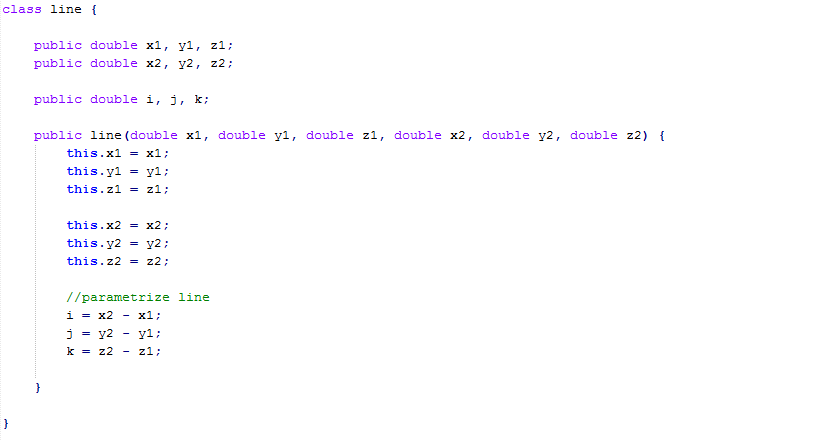 class line {
public double x1, y1, z1;
public double x2, y2, z2;
public double i, j, k;
public line(double x1, double y1, double z1, double x2, double y2, double z2) {
this.x1 = x1;
this.y1 = y1;
this.z1 = z1;
this.x2 = x2;
this.y2 = y2;
this.z2 = z2;
//parametrize line
i = x2 - x1;
j = y2 - y1;
k = z2 - z1;
}
}